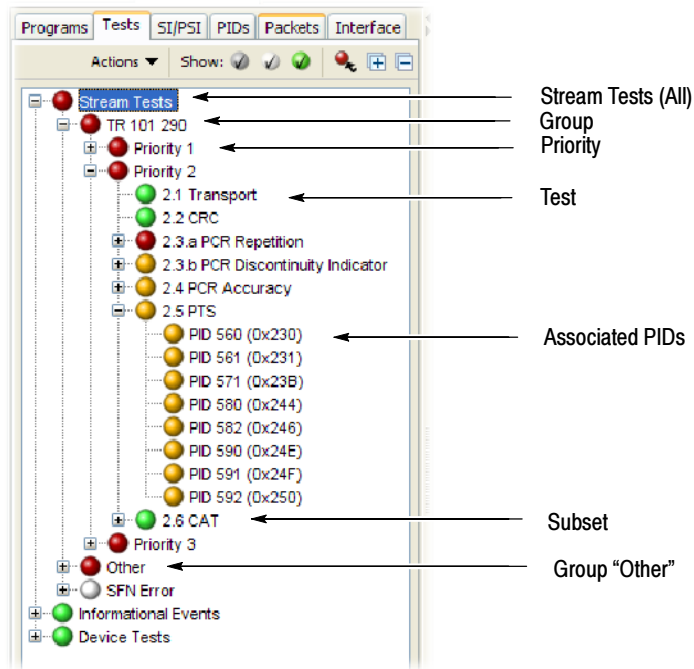 Programs Tests SI/PSI PIDs Packets Interface
Actions Show:
Stream Tests Stream Tests (All)
TR 101 290 Group
Priority 1 Priority
Priority 2
2.1 Transport Test
2.2 CRC
2.3.a PCR Repetition
2.3.b PCR Discontinuity Indicator
2.4 PCR Accuracy
2.5 PTS
PID 560 (0x230) Associated PIDs
PID 561 (0x231)
PID 571 (0x23B)
PID 580 (0x244)
PID 582 (0x246)
PID 590 (0x24E)
PID 591 (0x24F)
PID 592 (0x250)
2.6 CAT Subset
Priority 3
Other Group “Other”
SFN Error
Informational Events
Device Tests